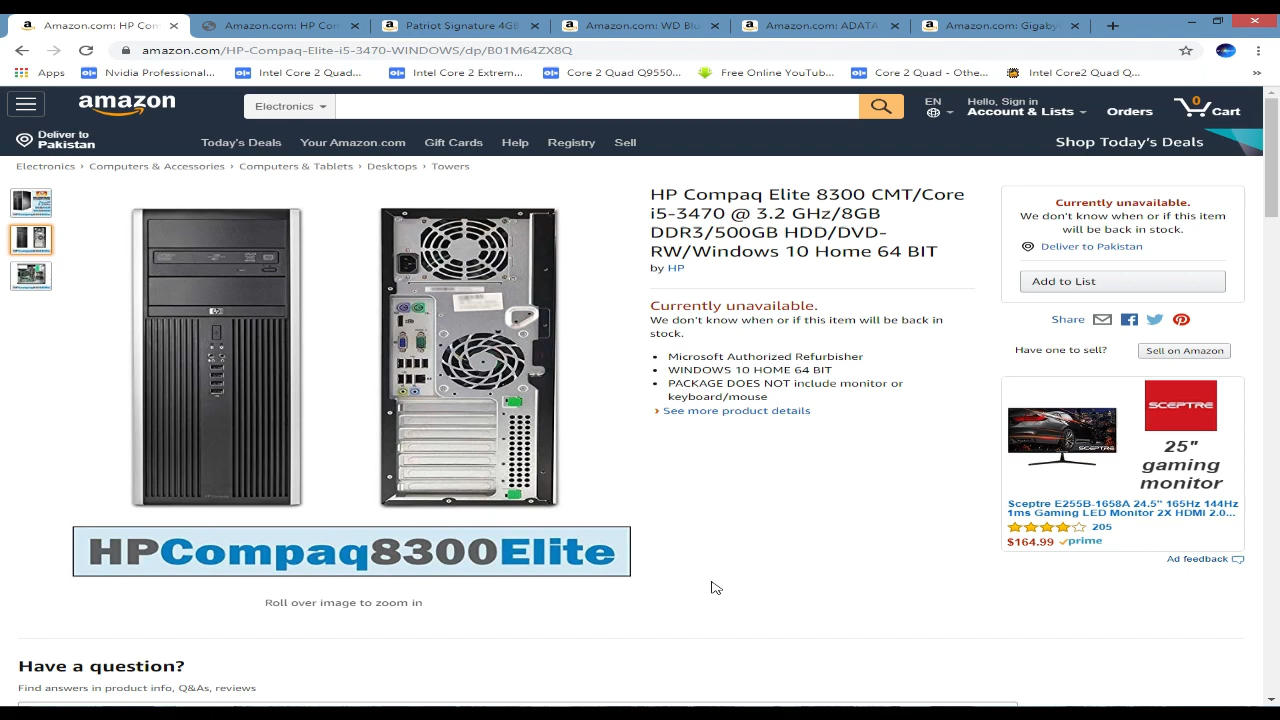 Amazon.com: HP Com
Amazon.com: HP Com
Patriot Signature 4GB
Amazon.com: WD Blu
Amazon.com: ADATA
Amazon.com: Gigaby
amazon.com/HP-Compaq-Elite-i5-3470-WINDOWS/dp/B01M64ZX8Q
Apps
Nvidia Professional...
Intel Core 2 Quad...
Intel Core 2 Extrem...
Core 2 Quad Q9550...
Free Online YouTub...
Core 2 Quad - Othe...
Intel Core2 Quad Q...
amazon
Electronics
EN
Hello, Sign in
Account & Lists
Orders
0
Cart
Deliver to
Pakistan
Today's Deals
Your Amazon.com
Gift Cards
Help
Registry
Sell
Shop Today's Deals
Electronics › Computers & Accessories › Computers & Tablets › Desktops › Towers
HPCompaq8300Elite
Roll over image to zoom in
HP Compaq Elite 8300 CMT/Core
i5-3470 @ 3.2 GHz/8GB
DDR3/500GB HDD/DVD-
RW/Windows 10 Home 64 BIT
by HP
Currently unavailable.
We don't know when or if this item will be back in
stock.
• Microsoft Authorized Refurbisher
• WINDOWS 10 HOME 64 BIT
• PACKAGE DOES NOT include monitor or
keyboard/mouse
› See more product details
Currently unavailable.
We don't know when or if this item
will be back in stock.
Deliver to Pakistan
Add to List
Share
Have one to sell?
Sell on Amazon
SCEPTRE
25"
gaming
monitor
Sceptre E255B-1658A 24.5" 165Hz 144Hz
1ms Gaming LED Monitor 2X HDMI 2.0...
205
$164.99 prime
Ad feedback
Have a question?
Find answers in product info, Q&As, reviews